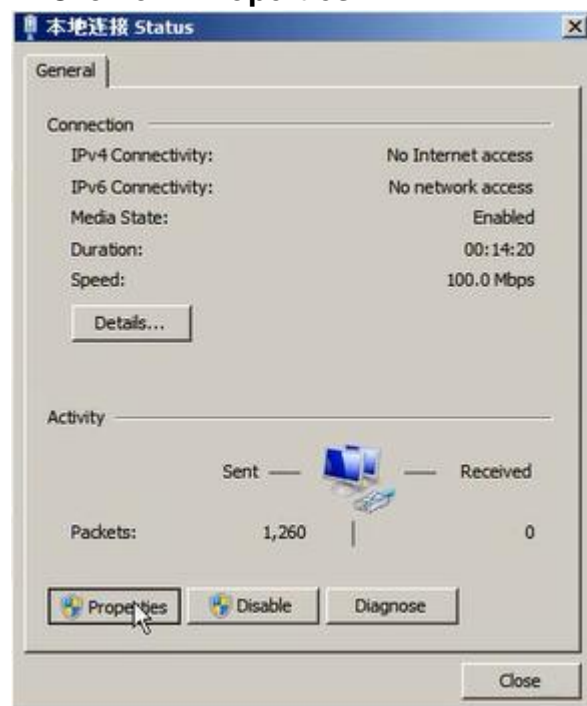 本地连接 Status
General
Connection
IPv4 Connectivity: No Internet access
IPv6 Connectivity: No network access
Media State: Enabled
Duration: 00:14:20
Speed: 100.0 Mbps
Details...
Activity
Sent — — Received
Packets: 1,260 0
Properties Disable Diagnose
Close